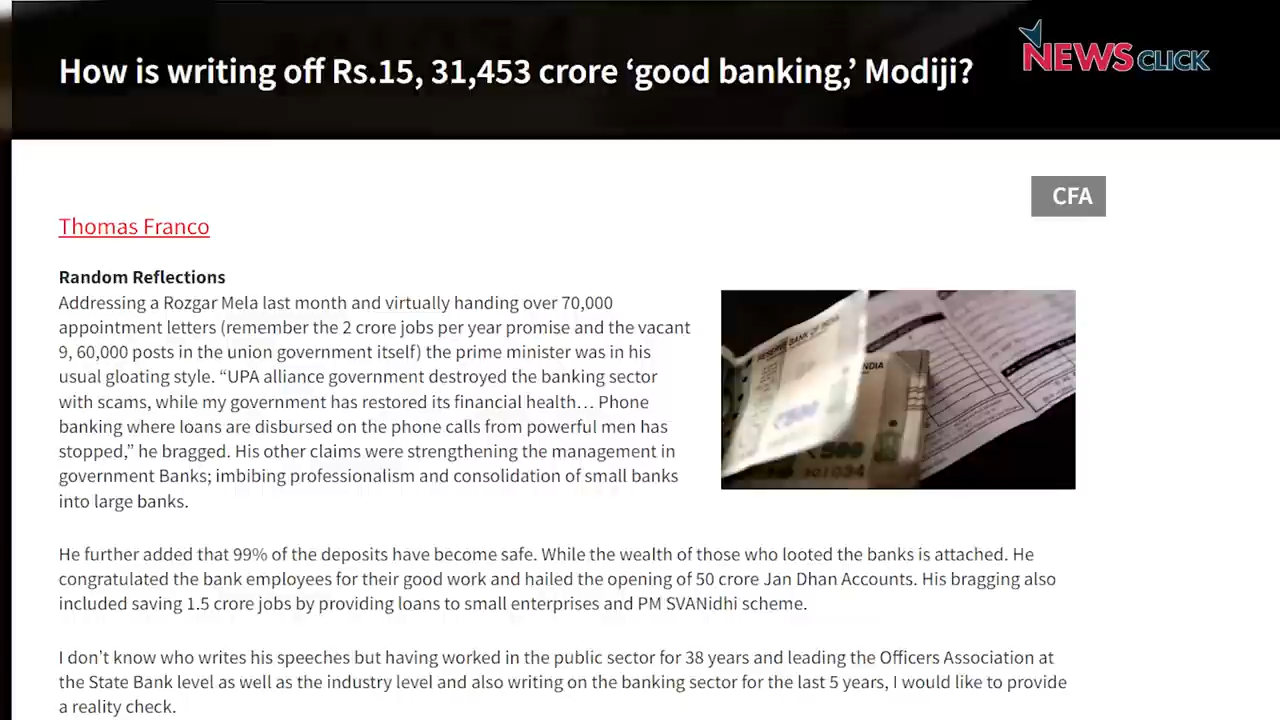 How is writing off Rs.15, 31,453 crore ‘good banking,’ Modiji?
NEWSCLICK
CFA
Thomas Franco
Random Reflections
Addressing a Rozgar Mela last month and virtually handing over 70,000
appointment letters (remember the 2 crore jobs per year promise and the vacant
9, 60,000 posts in the union government itself) the prime minister was in his
usual gloating style. “UPA alliance government destroyed the banking sector
with scams, while my government has restored its financial health… Phone
banking where loans are disbursed on the phone calls from powerful men has
stopped,” he bragged. His other claims were strengthening the management in
government Banks; imbibing professionalism and consolidation of small banks
into large banks.
RESERVE BANK OF INDIA
INDIA
₹500
₹500
He further added that 99% of the deposits have become safe. While the wealth of those who looted the banks is attached. He
congratulated the bank employees for their good work and hailed the opening of 50 crore Jan Dhan Accounts. His bragging also
included saving 1.5 crore jobs by providing loans to small enterprises and PM SVANidhi scheme.
I don’t know who writes his speeches but having worked in the public sector for 38 years and leading the Officers Association at
the State Bank level as well as the industry level and also writing on the banking sector for the last 5 years, I would like to provide
a reality check.